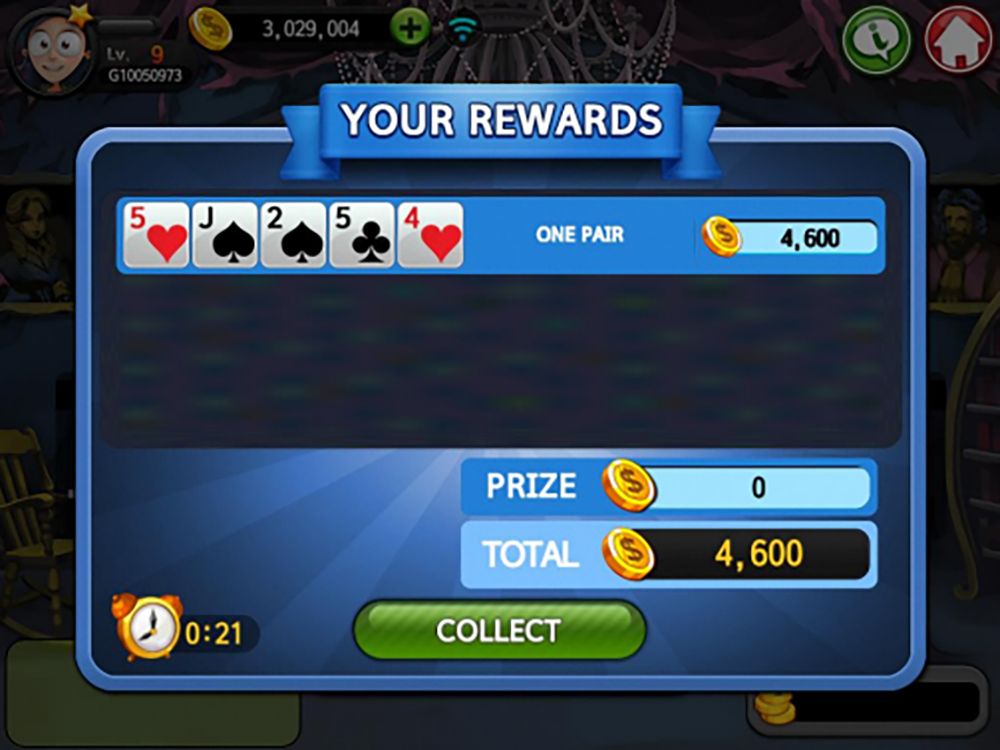 3,029,004
Lv. 9
G10050973
YOUR REWARDS
5 J 2 5 4
ONE PAIR
4,600
PRIZE
0
TOTAL
4,600
0:21
COLLECT